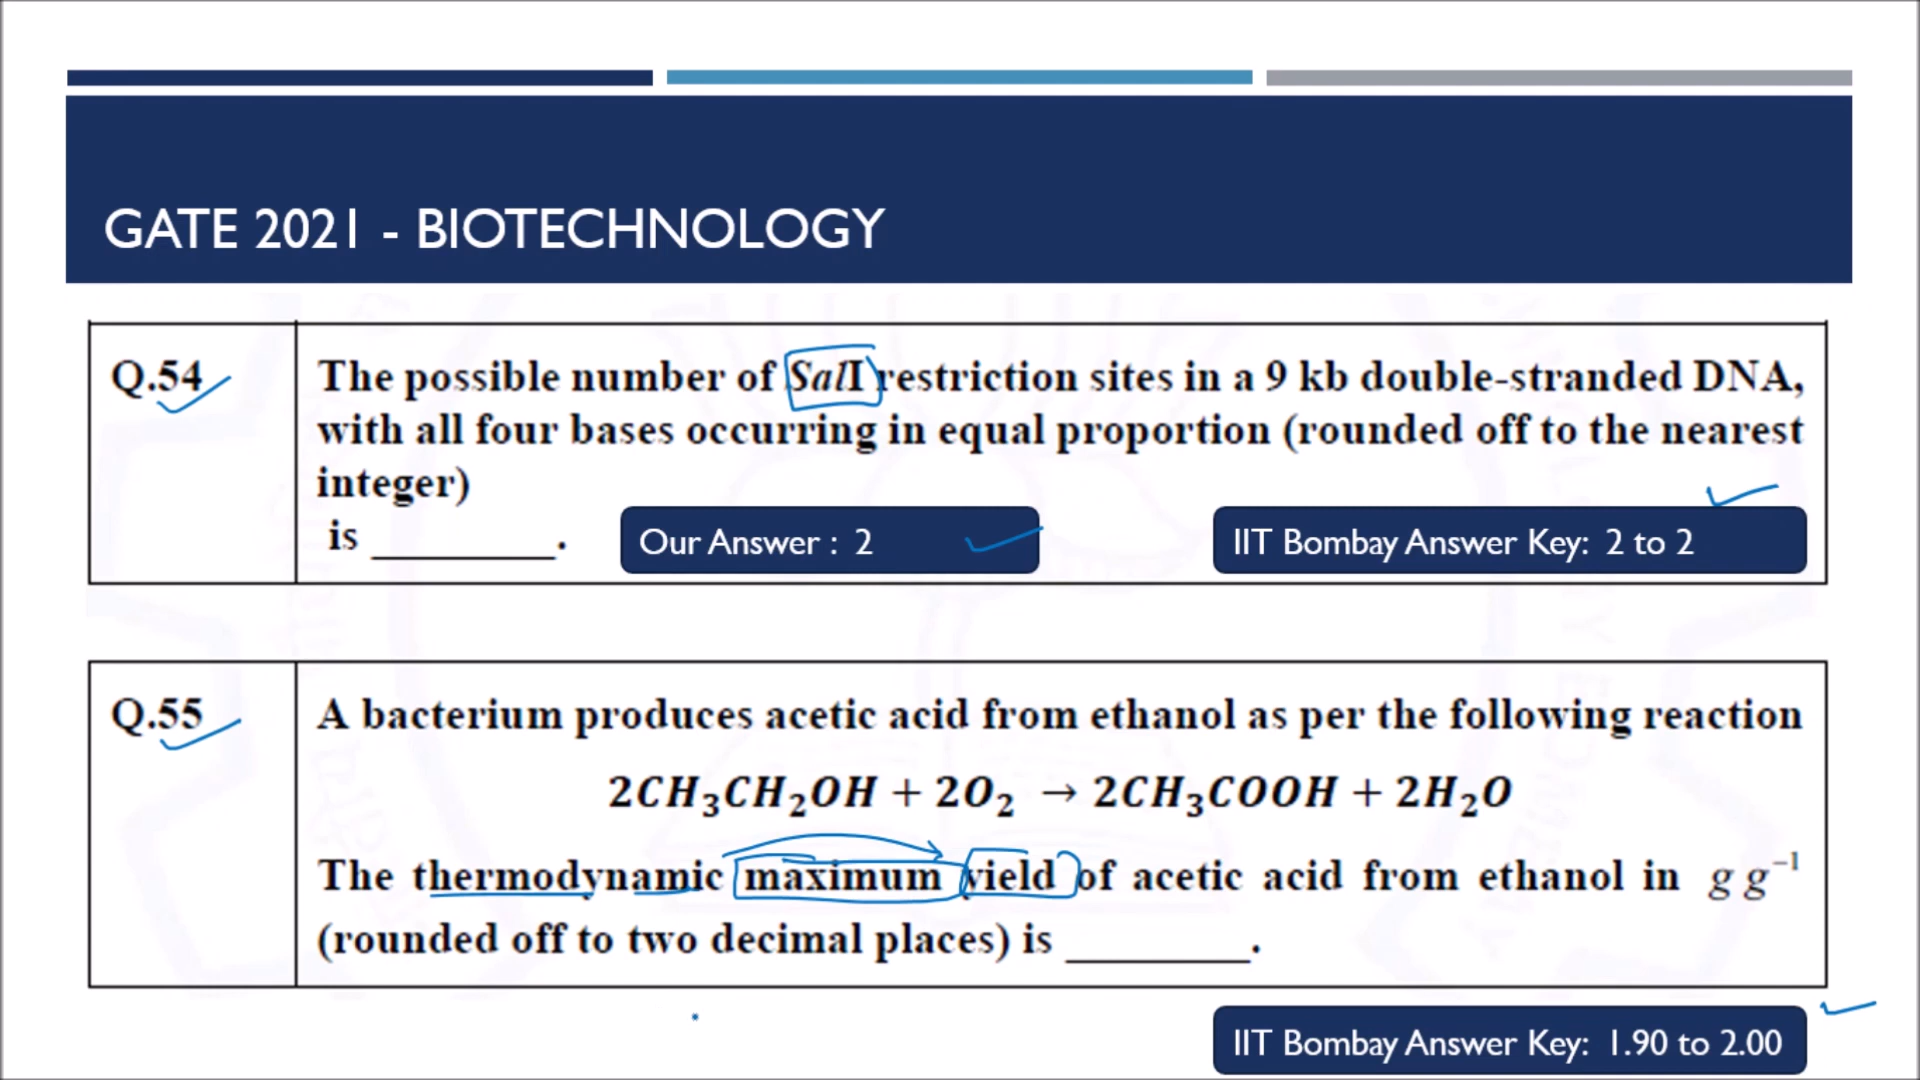 GATE 2021 - BIOTECHNOLOGY
Q.54
The possible number of SalI restriction sites in a 9 kb double-stranded DNA,
with all four bases occurring in equal proportion (rounded off to the nearest
integer)
is ________.
Our Answer : 2
IIT Bombay Answer Key: 2 to 2
Q.55
A bacterium produces acetic acid from ethanol as per the following reaction
2CH₃CH₂OH + 2O₂ → 2CH₃COOH + 2H₂O
The thermodynamic maximum yield of acetic acid from ethanol in g g⁻¹
(rounded off to two decimal places) is ________.
IIT Bombay Answer Key: 1.90 to 2.00